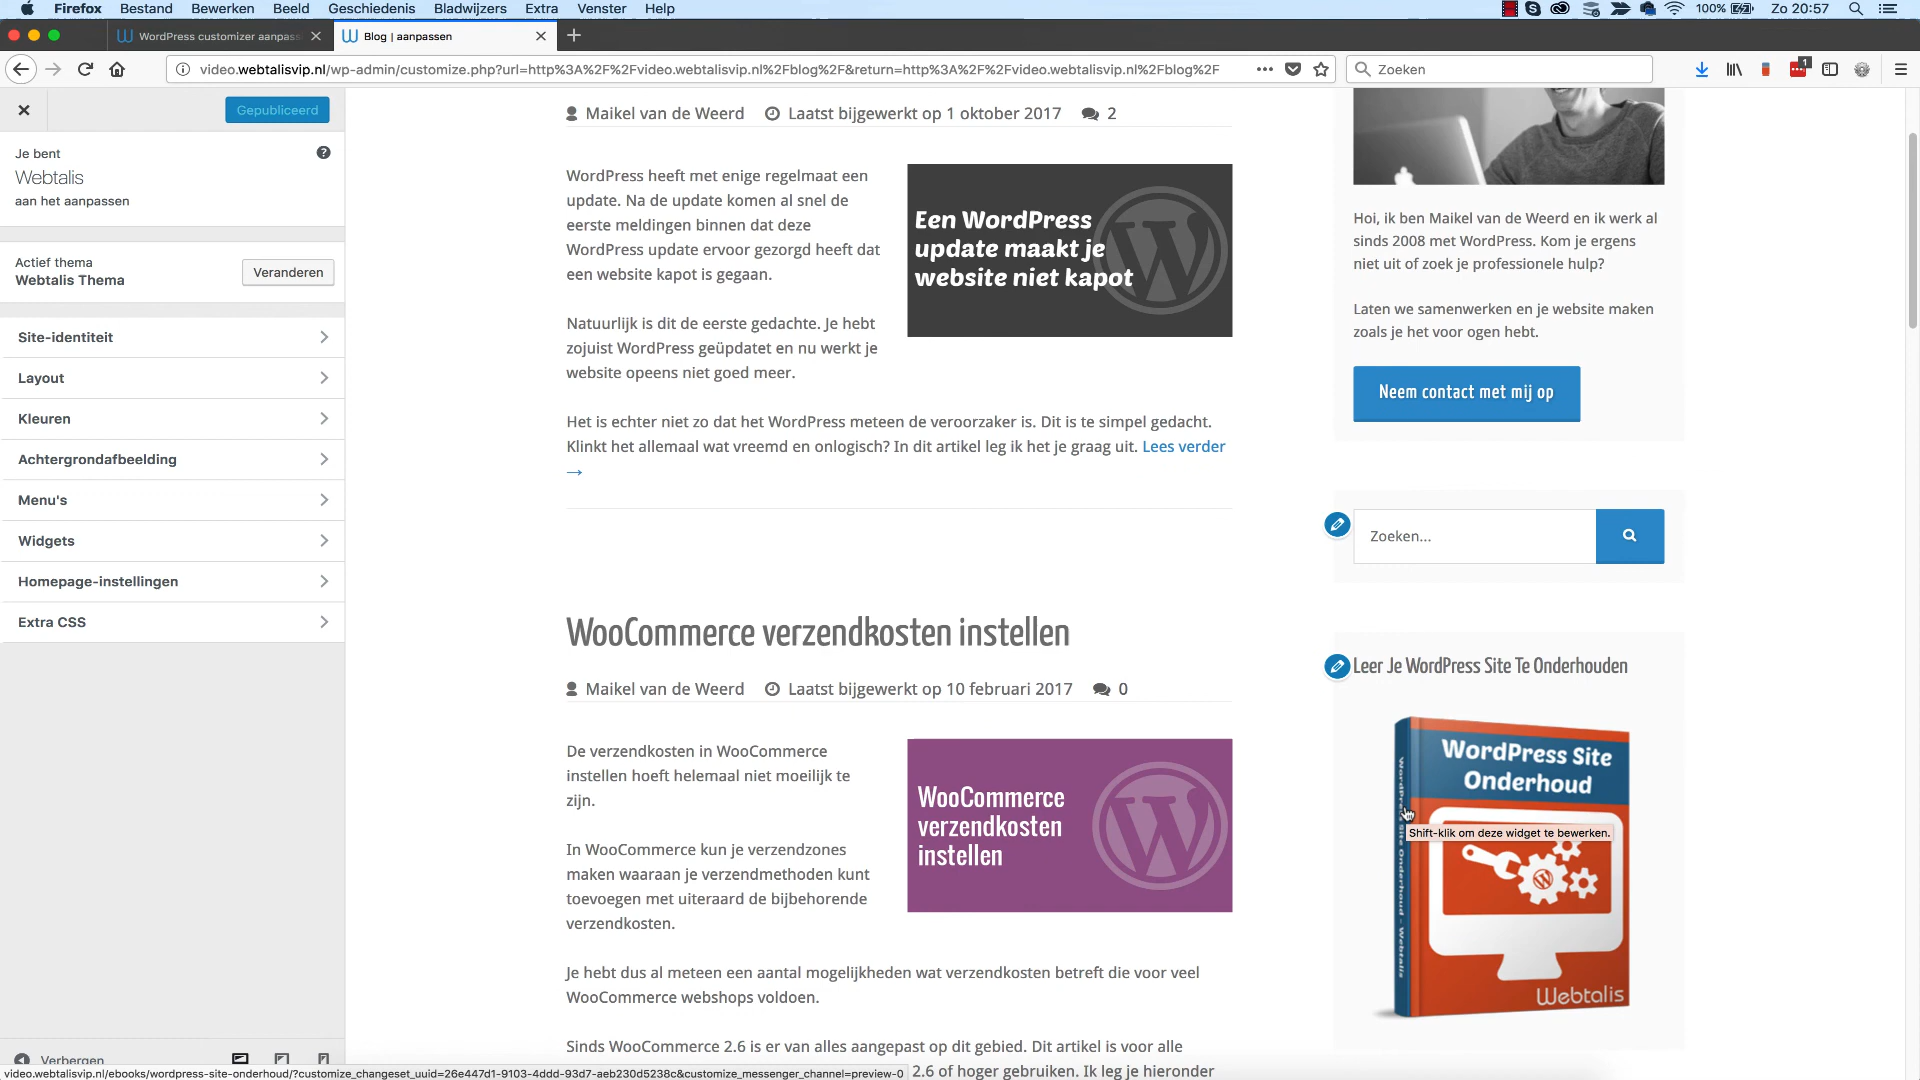 Firefox Bestand Bewerken Beeld Geschiedenis Bladwijzers Extra Venster Help
100% Zo 20:57
WordPress customizer aanpass
Blog | aanpassen
video.webtalisvip.nl/wp-admin/customize.php?url=http%3A%2F%2Fvideo.webtalisvip.nl%2Fblog%2F&return=http%3A%2F%2Fvideo.webtalisvip.nl%2Fblog%2F
Zoeken
1
Gepubliceerd
Je bent
Webtalis
aan het aanpassen
Actief thema
Webtalis Thema
Veranderen
Site-identiteit
Layout
Kleuren
Achtergrondafbeelding
Menu's
Widgets
Homepage-instellingen
Extra CSS
Verbergen
Maikel van de Weerd Laatst bijgewerkt op 1 oktober 2017 2
WordPress heeft met enige regelmaat een
update. Na de update komen al snel de
eerste meldingen binnen dat deze
WordPress update ervoor gezorgd heeft dat
een website kapot is gegaan.
Een WordPress
update maakt je
website niet kapot
Natuurlijk is dit de eerste gedachte. Je hebt
zojuist WordPress geüpdatet en nu werkt je
website opeens niet goed meer.
Het is echter niet zo dat het WordPress meteen de veroorzaker is. Dit is te simpel gedacht.
Klinkt het allemaal wat vreemd en onlogisch? In dit artikel leg ik het je graag uit. Lees verder
→
WooCommerce verzendkosten instellen
Maikel van de Weerd Laatst bijgewerkt op 10 februari 2017 0
De verzendkosten in WooCommerce
instellen hoeft helemaal niet moeilijk te
zijn.
WooCommerce
verzendkosten
instellen
In WooCommerce kun je verzendzones
maken waaraan je verzendmethoden kunt
toevoegen met uiteraard de bijbehorende
verzendkosten.
Je hebt dus al meteen een aantal mogelijkheden wat verzendkosten betreft die voor veel
WooCommerce webshops voldoen.
Sinds WooCommerce 2.6 is er van alles aangepast op dit gebied. Dit artikel is voor alle
2.6 of hoger gebruiken. Ik leg je hieronder
Hoi, ik ben Maikel van de Weerd en ik werk al
sinds 2008 met WordPress. Kom je ergens
niet uit of zoek je professionele hulp?
Laten we samenwerken en je website maken
zoals je het voor ogen hebt.
Neem contact met mij op
Zoeken...
Leer Je WordPress Site Te Onderhouden
WordPress Site
Onderhoud
WordPress Site Onderhoud - Webtalis
Shift-klik om deze widget te bewerken.
Webtalis
video.webtalisvip.nl/ebooks/wordpress-site-onderhoud/?customize_changeset_uuid=26e447d1-9103-4ddd-93d7-aeb230d5238c&customize_messenger_channel=preview-0